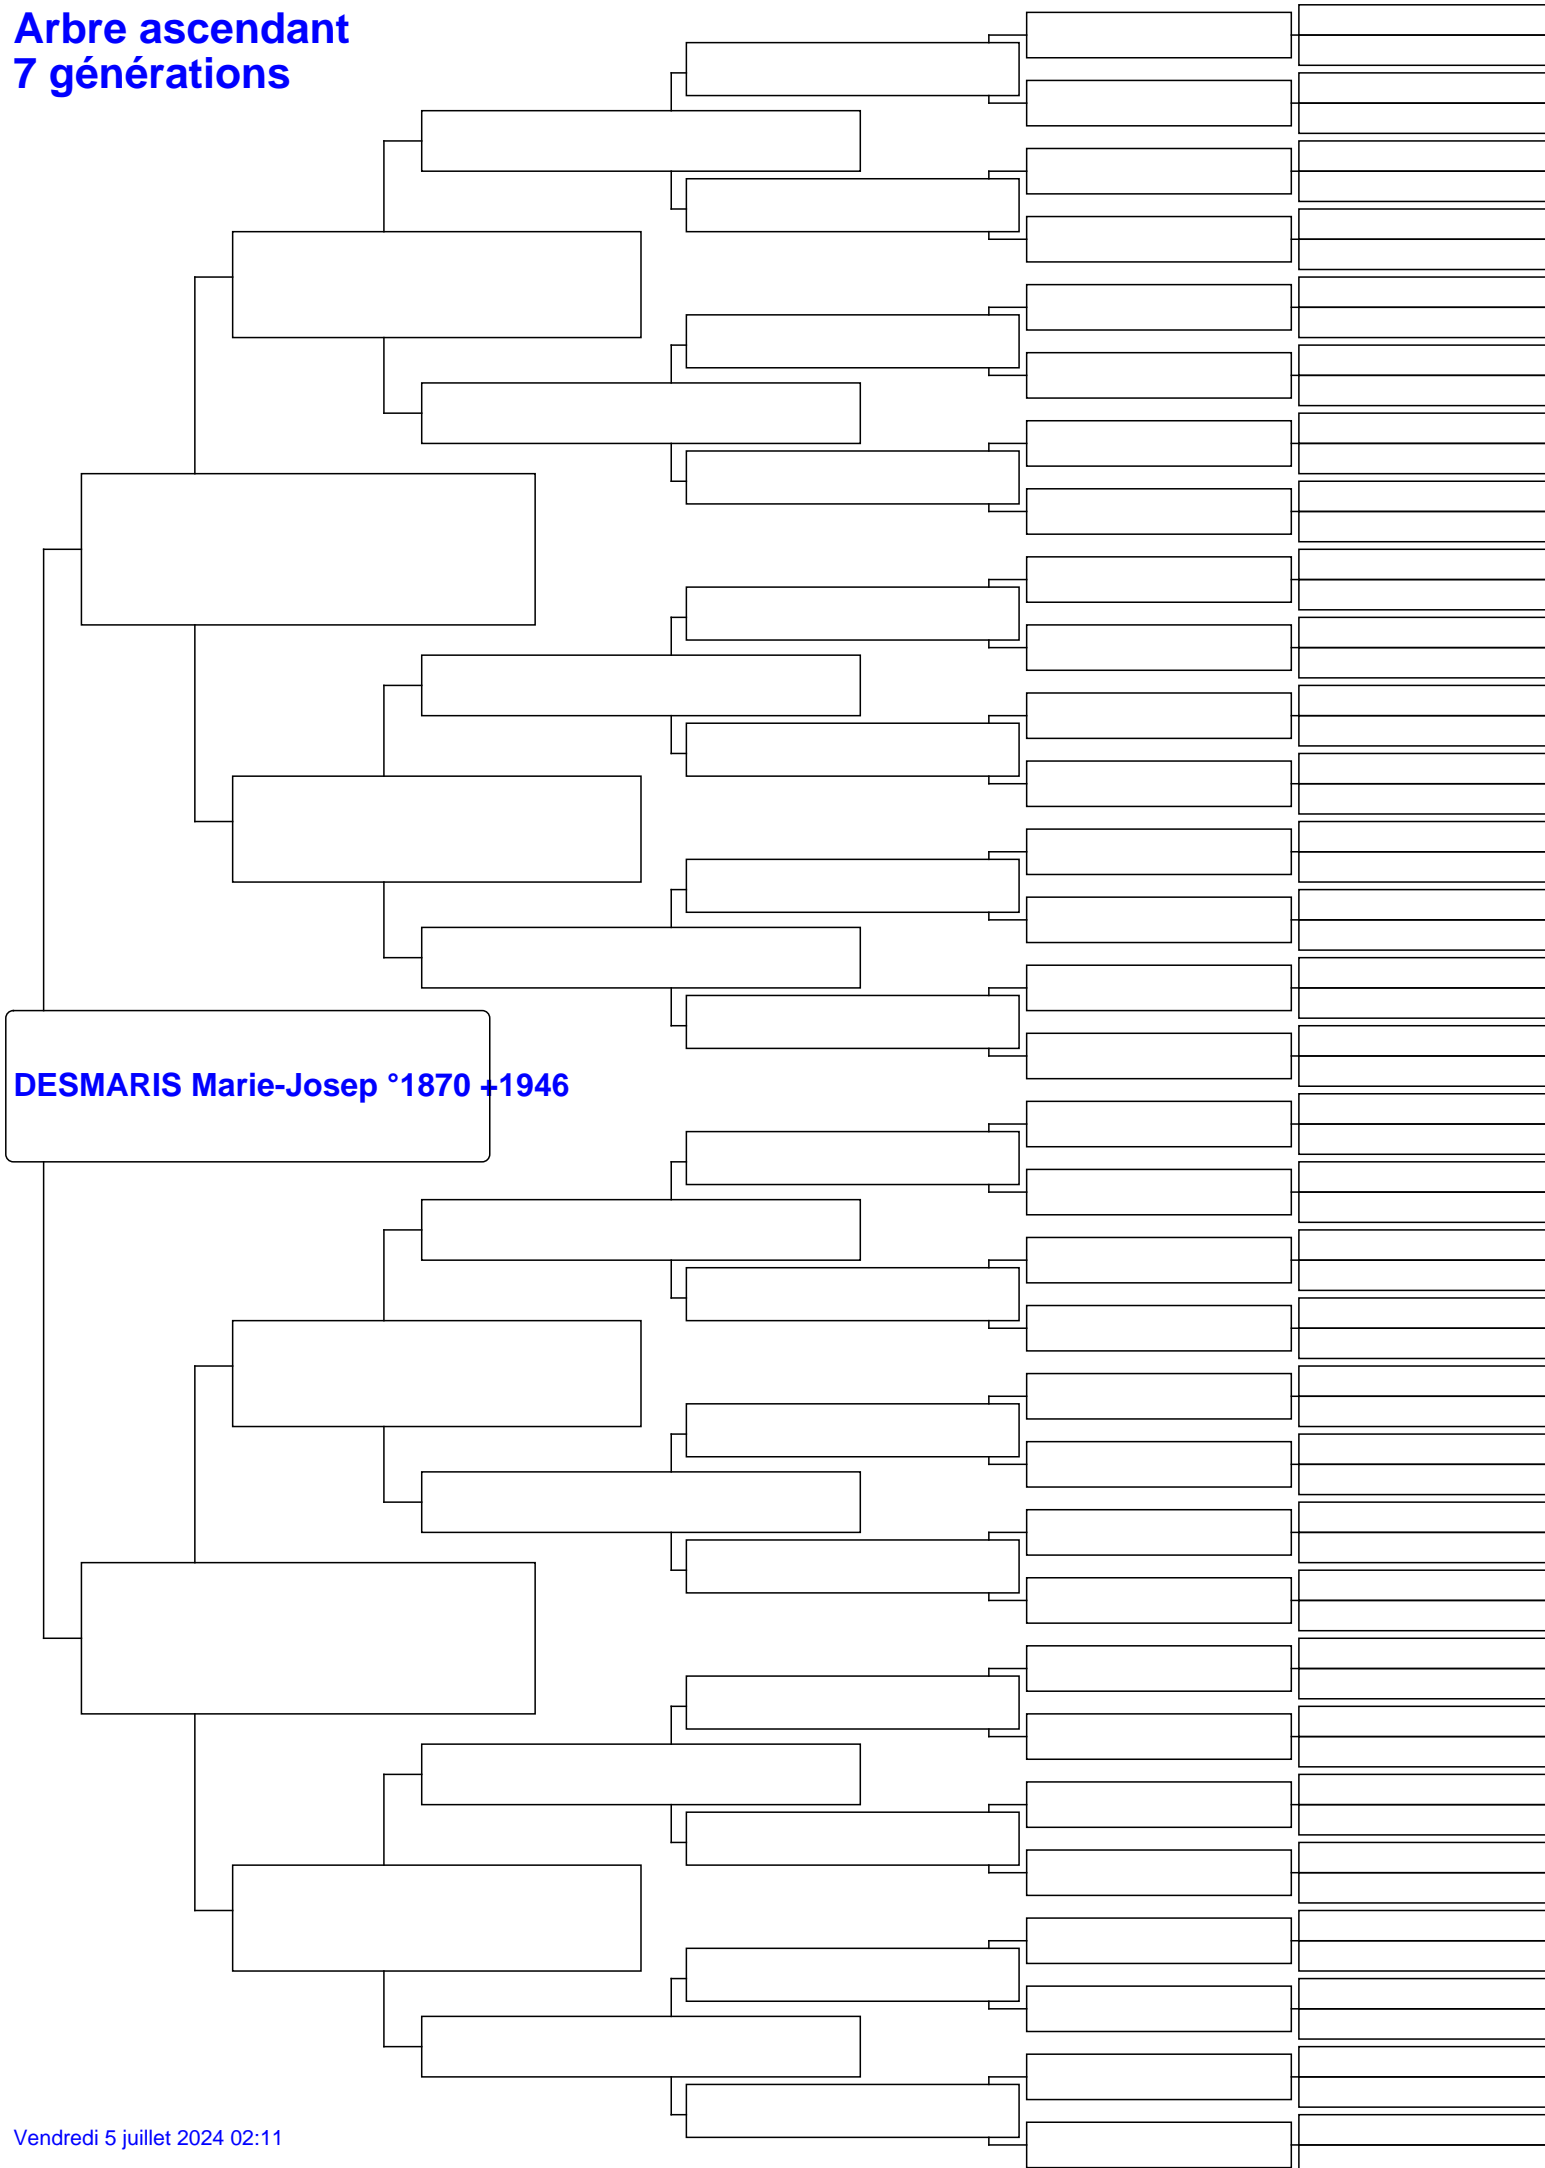 Arbre ascendant
7 générations
DESMARIS Marie-Josep °1870 +1946
Vendredi 5 juillet 2024 02:11